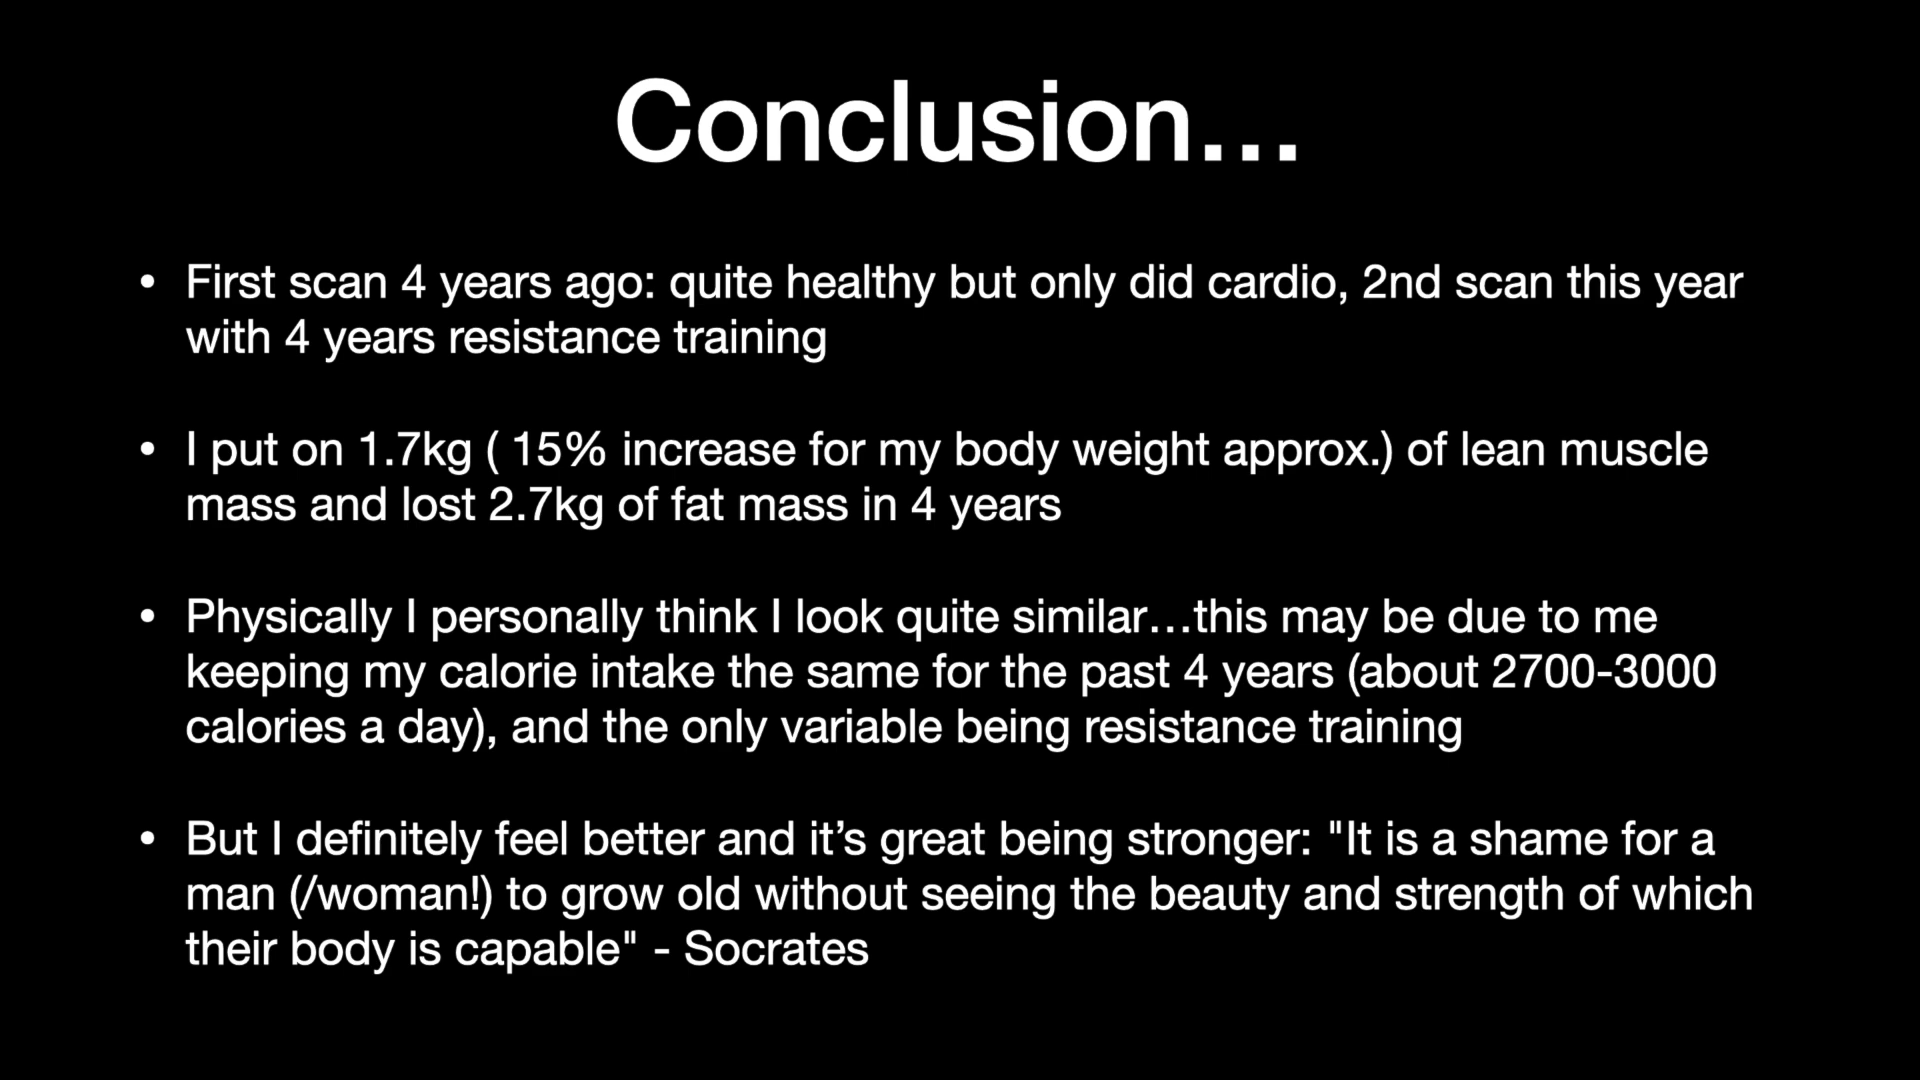 Conclusion…
• First scan 4 years ago: quite healthy but only did cardio, 2nd scan this year
with 4 years resistance training
• I put on 1.7kg ( 15% increase for my body weight approx.) of lean muscle
mass and lost 2.7kg of fat mass in 4 years
• Physically I personally think I look quite similar…this may be due to me
keeping my calorie intake the same for the past 4 years (about 2700-3000
calories a day), and the only variable being resistance training
• But I definitely feel better and it’s great being stronger: "It is a shame for a
man (/woman!) to grow old without seeing the beauty and strength of which
their body is capable" - Socrates